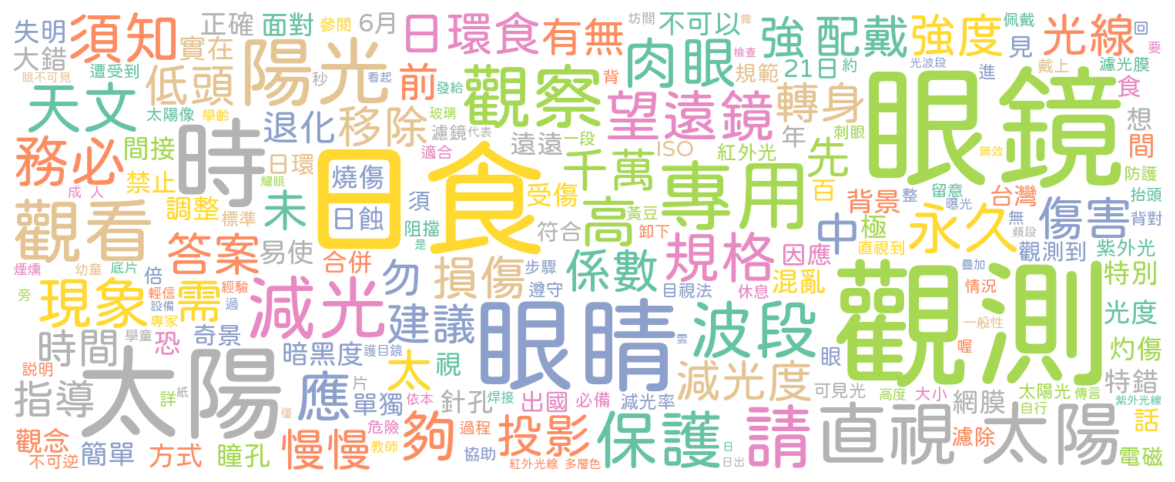 失明 須知 正確 面對 參閱 6月 日環食 有無 坊間 不可以 強 配戴 強度 佩戴 見 光線 回
大錯 實在 陽光 秒 看起 前 觀察 背 肉眼 規範 21日 約 光波段 進 戴上 濾光膜 要
眼不可見 遭受到 低頭 發給 檢查 霧 食 想
天文 太陽像 學齡 退化 移除 玻璃 濾鏡 代表 遠遠 一段 望遠鏡 轉身 年 刺眼 眼鏡 間
務必 間接 時 日環 適合 ISO 紅外光 先 無效 防護
禁止 成 人 耀眼 日食 燒傷 受傷 千萬 專用 百 背景 整 留意 曝光 台灣 抬頭
觀看 調整 標準 未 日蝕 須 阻擋 是 符合 黃豆 卸下 高 中 極 永久 無 頻段 傷害 背對
答案 易使 合併 勿 損傷 步驟 係數 規格 因應 直視到 觀測到 紫外光
煙燻 幼童 底片 倍 遵守 目視法 休息 混亂 疊加 情況 特別
旁 現象 輕信 設備 經驗 過 需 減光 建議 眼睛 波段 觀測 光度
專家 學童 恐 奇景 護目鏡 雲 一般性 喔 灼傷
時間 太陽 暗黑度 太 視 減光度 眼 可見光 特錯
說明 指導 詳 紙 應 片 單獨 依本 焊接 針孔 出國 必備 減光率 高度 大小 網膜 太陽光 傳言 自行 紫外光線
觀念 僅 危險 教師 夠 過程 投影 保護 請 直視 太陽 濾除 話
不可逆 簡單 方式 瞳孔 慢慢 協助 紅外光線 多層色 日 日出 電磁